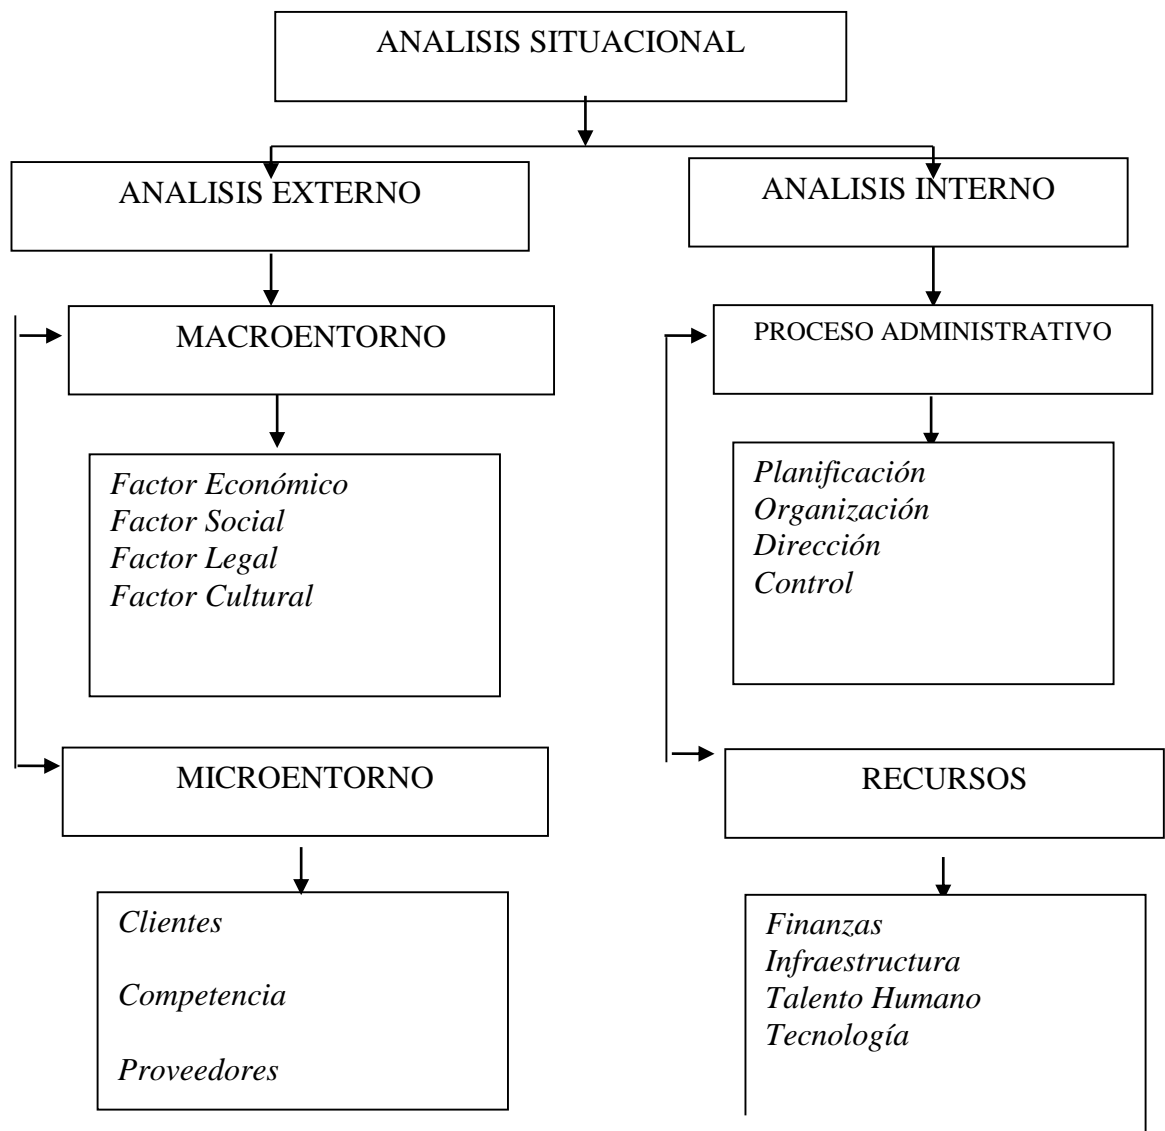 ANALISIS SITUACIONAL
ANALISIS EXTERNO
ANALISIS INTERNO
MACROENTORNO
PROCESO ADMINISTRATIVO
Factor Económico
Factor Social
Factor Legal
Factor Cultural
Planificación
Organización
Dirección
Control
MICROENTORNO
RECURSOS
Clientes
Competencia
Proveedores
Finanzas
Infraestructura
Talento Humano
Tecnología